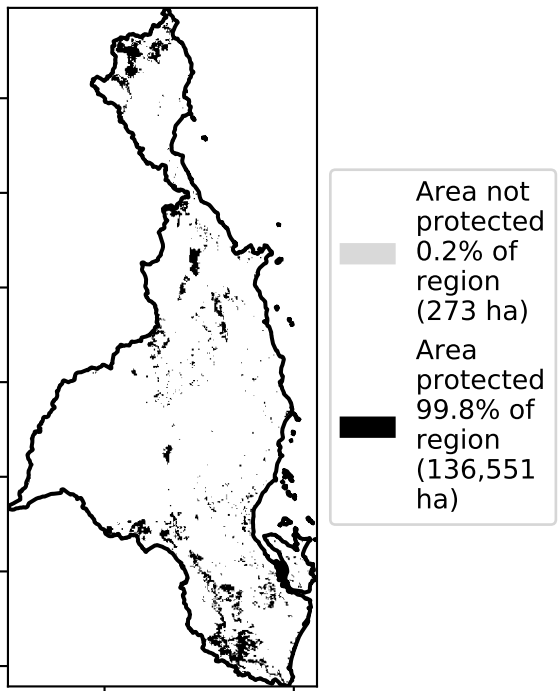 Area not
protected
0.2% of
region
(273 ha)
Area
protected
99.8% of
region
(136,551
ha)